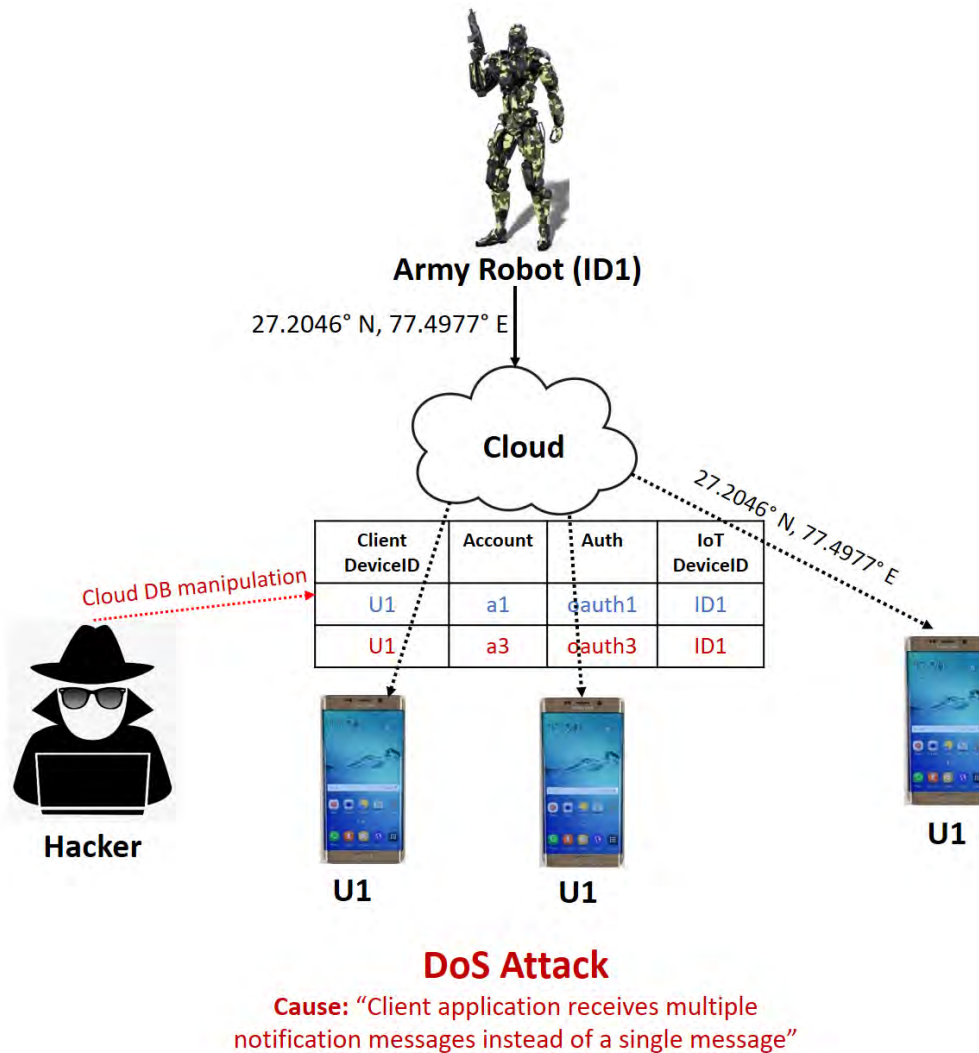 Army Robot (ID1)
27.2046° N, 77.4977° E
Cloud
27.2046° N, 77.4977° E
Client DeviceID Account Auth IoT DeviceID
Cloud DB manipulation
U1 a1 oauth1 ID1
U1 a3 oauth3 ID1
Hacker
U1
U1
U1
DoS Attack
Cause: “Client application receives multiple
notification messages instead of a single message”